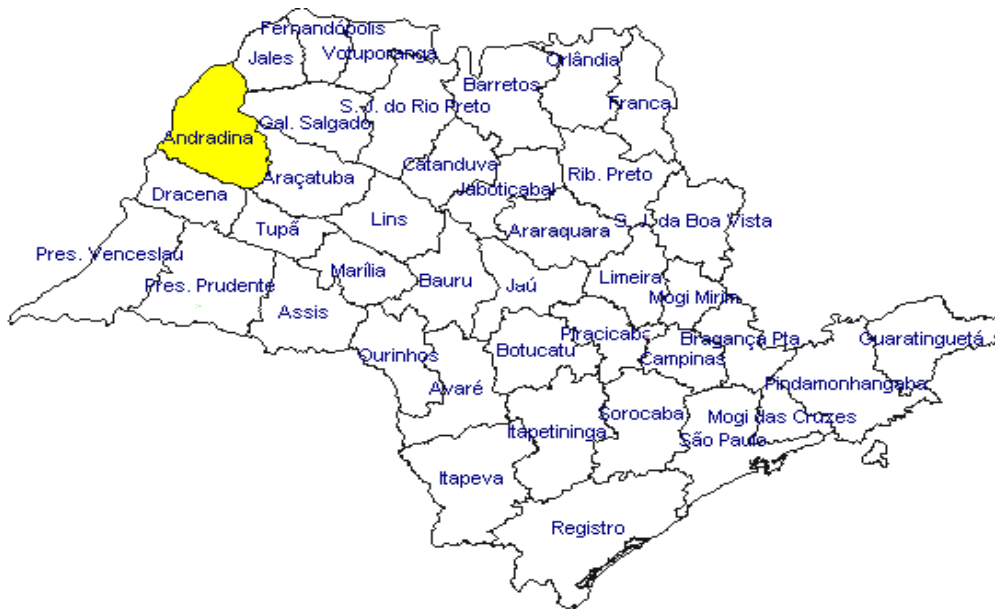 Fernandópolis
Votuporanga
Jales
Orlândia
Barretos
Franca
S. J. do Rio Preto
Gal. Salgado
Andradina
Catanduva
Rib. Preto
Araçatuba
Jaboticabal
Dracena
Lins
S. J. da Boa Vista
Tupã
Araraquara
Pres. Venceslau
Marília
Bauru
Jaú
Limeira
Pres. Prudente
Mogi Mirim
Assis
Piracicaba
Bragança Pta
Guaratinguetá
Ourinhos
Botucatu
Campinas
Avaré
Pindamonhangaba
Sorocaba
Mogi das Cruzes
Itapetininga
São Paulo
Itapeva
Registro